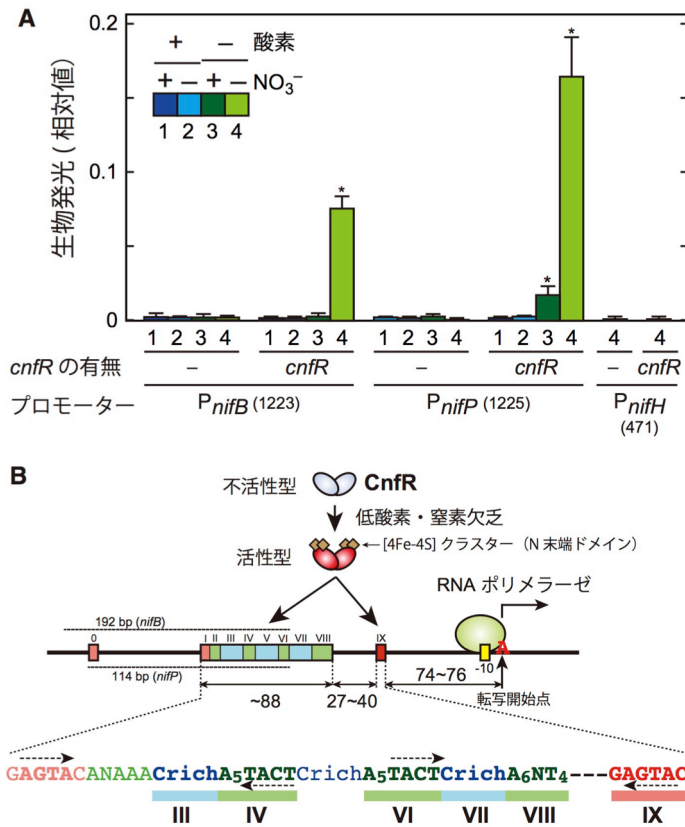 A
0.2
0.1
0
生物発光 ( 相対値)
+ − 酸素
+ − + − NO₃⁻
1 2 3 4
* * *
1 2 3 4 1 2 3 4 1 2 3 4 1 2 3 4 4 4
cnfR の有無 − cnfR − cnfR − cnfR
プロモーター PnifB (1223) PnifP (1225) PnifH (471)
B
不活性型 CnfR
低酸素・窒素欠乏
活性型 [4Fe-4S] クラスター（N 末端ドメイン）
RNA ポリメラーゼ
192 bp (nifB)
0 I II III IV V VI VII VIII IX A
-10
114 bp (nifP) 74~76 転写開始点
~88 27~40
GAGTACANAAACrichA₅TACTCrichA₅TACTCrichA₆NT₄---GAGTAC
III IV VI VII VIII IX